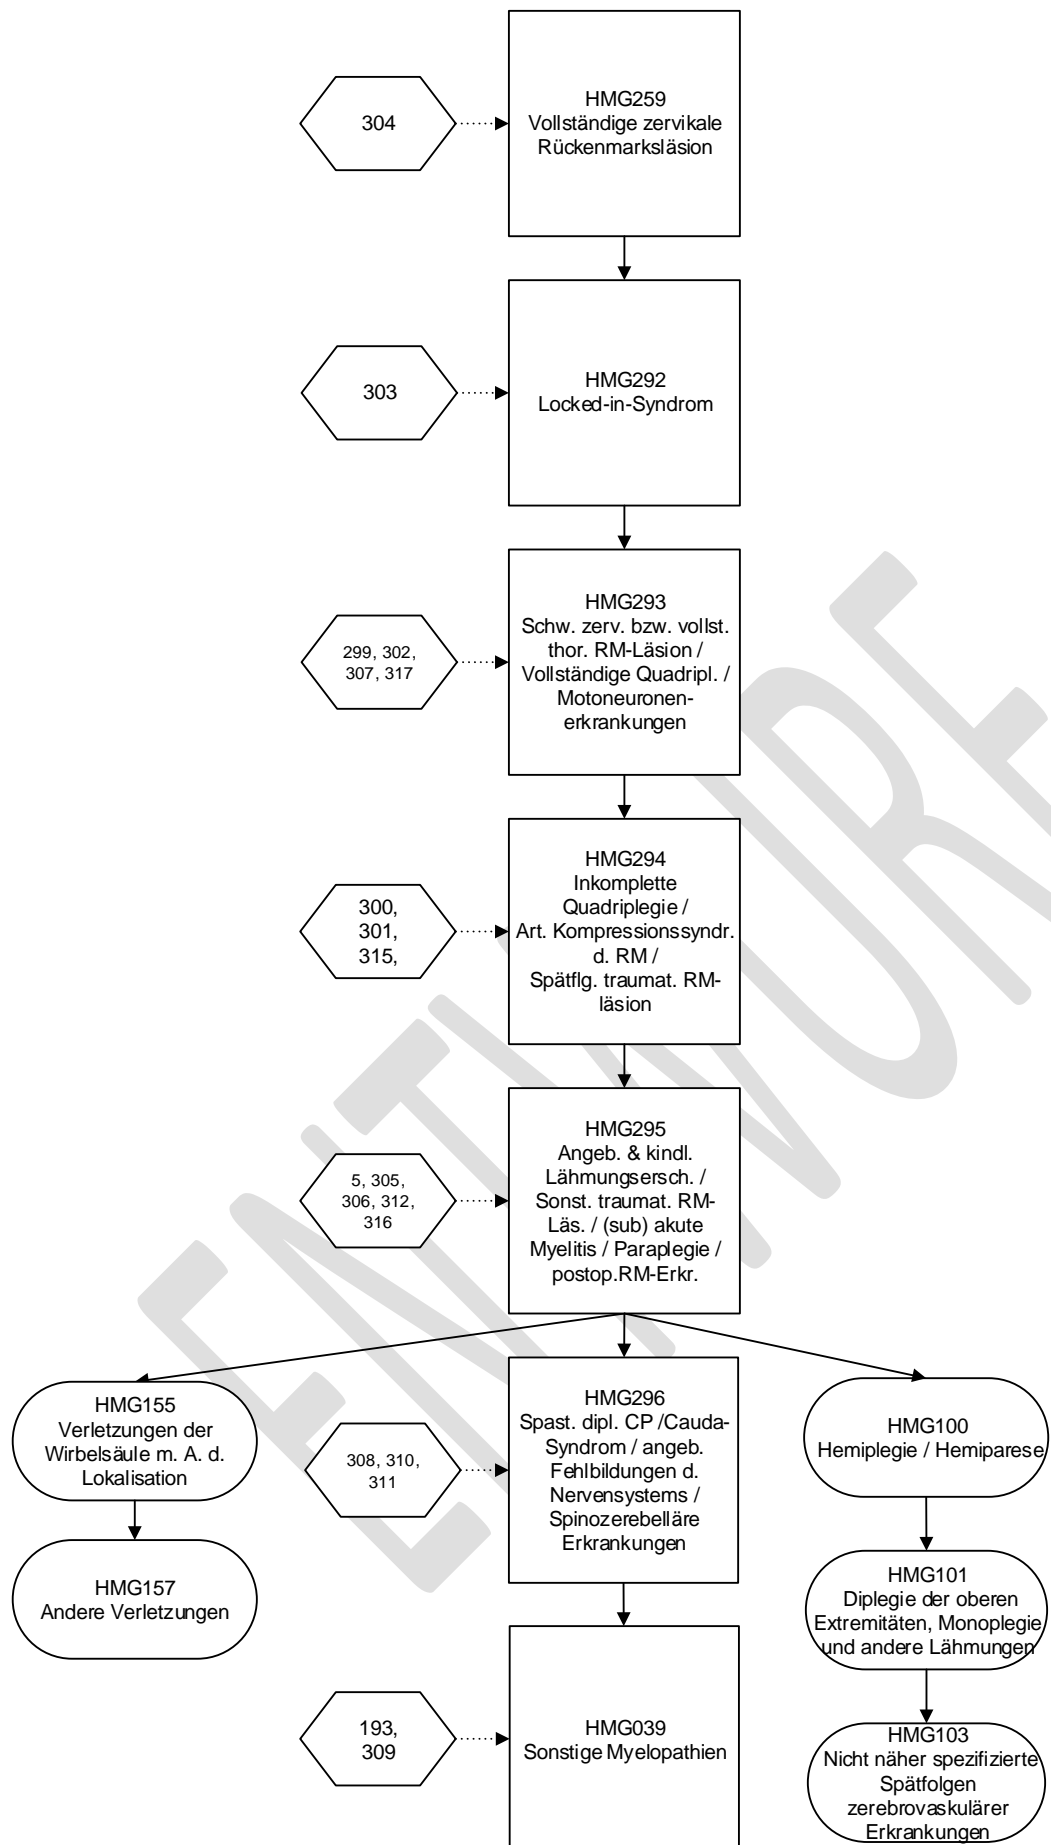 304
HMG259
Vollständige zervikale
Rückenmarksläsion
303
HMG292
Locked-in-Syndrom
299, 302,
307, 317
HMG293
Schw. zerv. bzw. vollst.
thor. RM-Läsion /
Vollständige Quadripl. /
Motoneuronen-
erkrankungen
300,
301,
315,
HMG294
Inkomplette
Quadriplegie /
Art. Kompressionssyndr.
d. RM /
Spätflg. traumat. RM-
läsion
5, 305,
306, 312,
316
HMG295
Angeb. & kindl.
Lähmungsersch. /
Sonst. traumat. RM-
Läs. / (sub) akute
Myelitis / Paraplegie /
postop.RM-Erkr.
HMG155
Verletzungen der
Wirbelsäule m. A. d.
Lokalisation
HMG157
Andere Verletzungen
308, 310,
311
HMG296
Spast. dipl. CP /Cauda-
Syndrom / angeb.
Fehlbildungen d.
Nervensystems /
Spinozerebelläre
Erkrankungen
193,
309
HMG039
Sonstige Myelopathien
HMG100
Hemiplegie / Hemiparese
HMG101
Diplegie der oberen
Extremitäten, Monoplegie
und andere Lähmungen
HMG103
Nicht näher spezifizierte
Spätfolgen
zerebrovaskulärer
Erkrankungen
ENTWURF